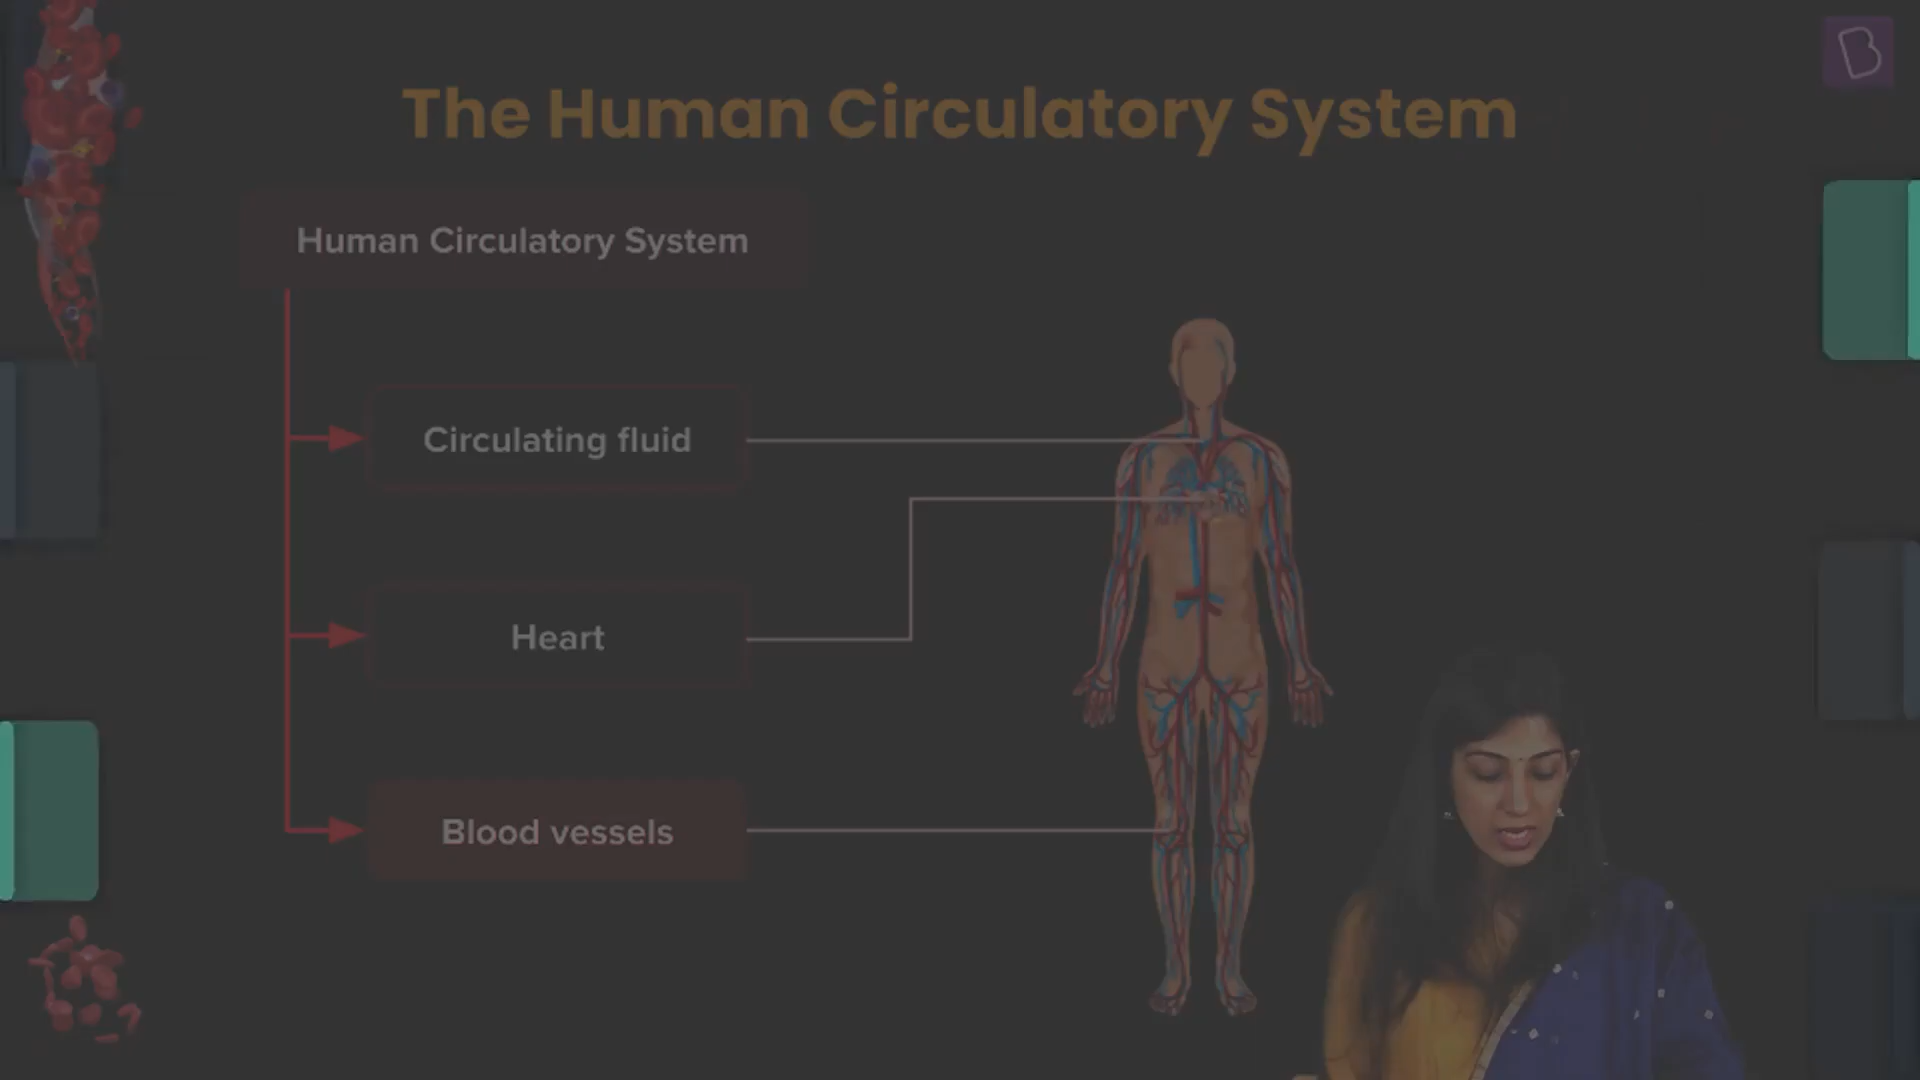 The Human Circulatory System
Human Circulatory System
Circulating fluid
Heart
Blood vessels